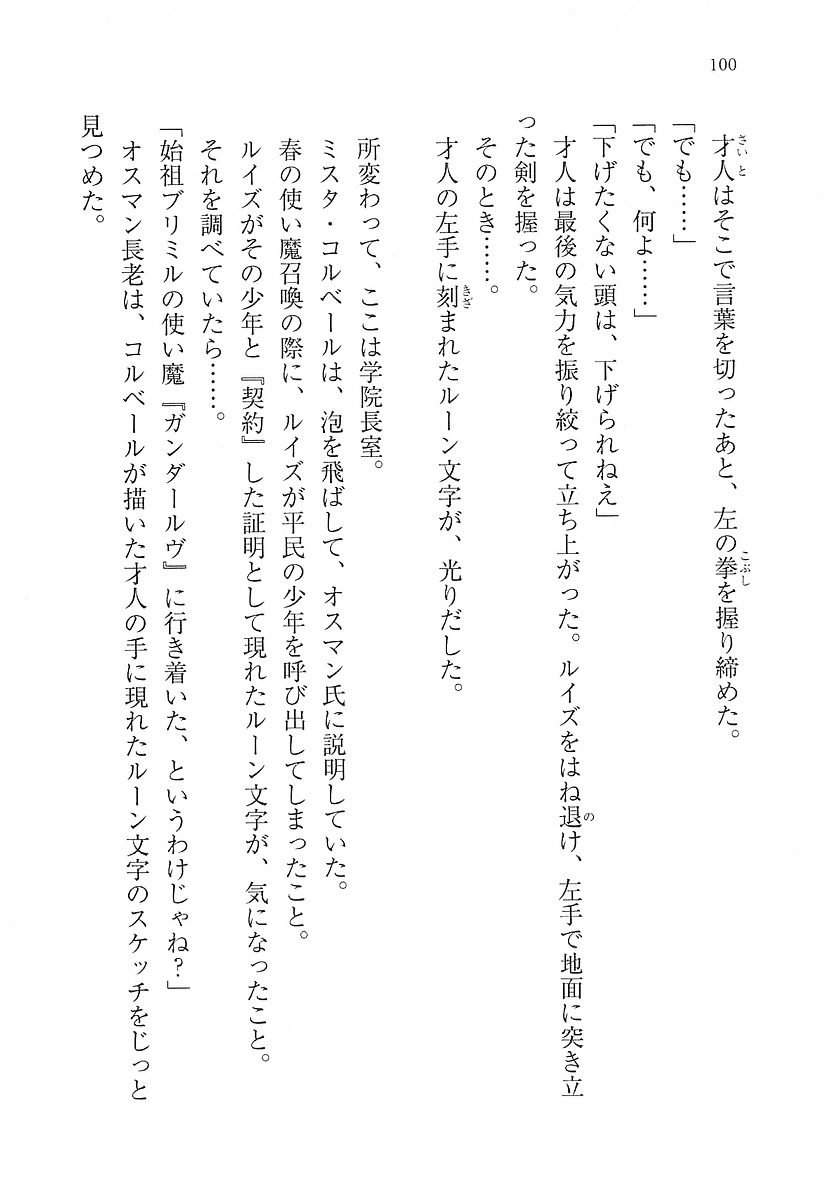 100
才人はそこで言葉を切ったあと、左の拳を握り締めた。
「でも……」
「でも、何よ……」
「下げたくない頭は、下げられねえ」
才人は最後の気力を振り絞って立ち上がった。ルイズをはね退け、左手で地面に突き立
った剣を握った。
そのとき……。
才人の左手に刻まれたルーン文字が、光りだした。
所変わって、ここは学院長室。
ミスタ・コルベールは、泡を飛ばして、オスマン氏に説明していた。
春の使い魔召喚の際に、ルイズが平民の少年を呼び出してしまったこと。
ルイズがその少年と『契約』した証明として現れたルーン文字が、気になったこと。
それを調べていたら……。
「始祖ブリミルの使い魔『ガンダールヴ』に行き着いた、というわけじゃね?」
オスマン長老は、コルベールが描いた才人の手に現れたルーン文字のスケッチをじっと
見つめた。